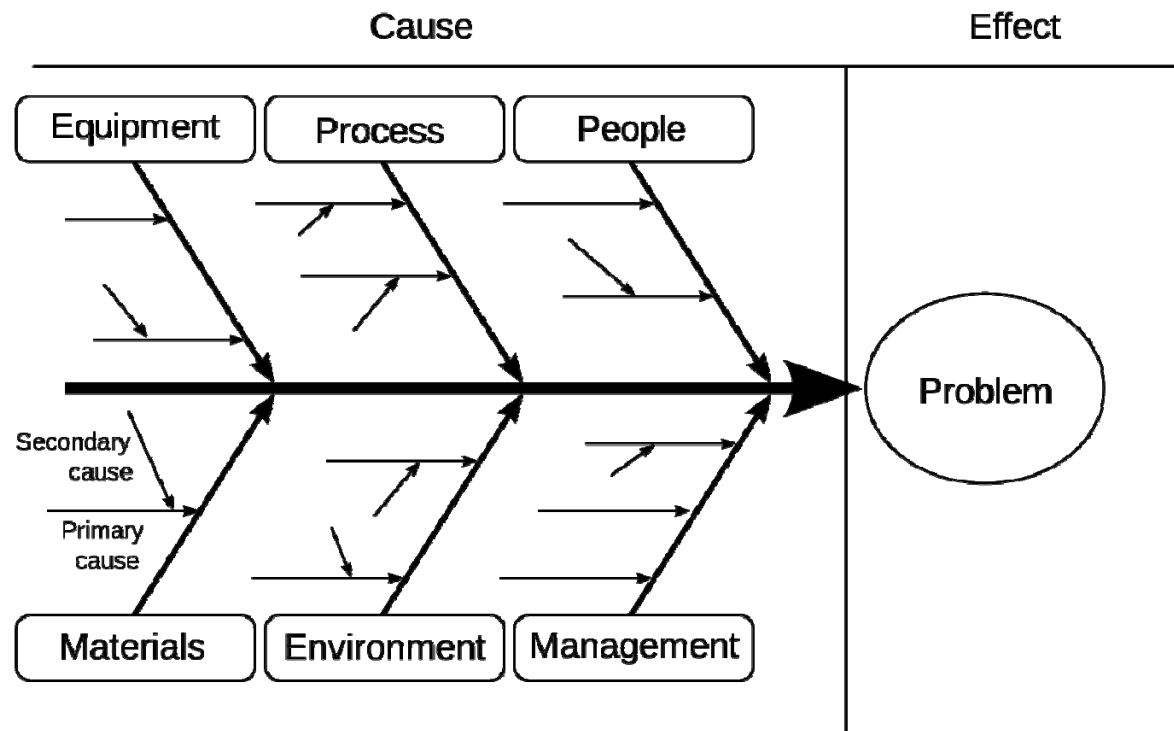 Cause
Effect
Equipment
Process
People
Problem
Secondary
cause
Primary
cause
Materials
Environment
Management